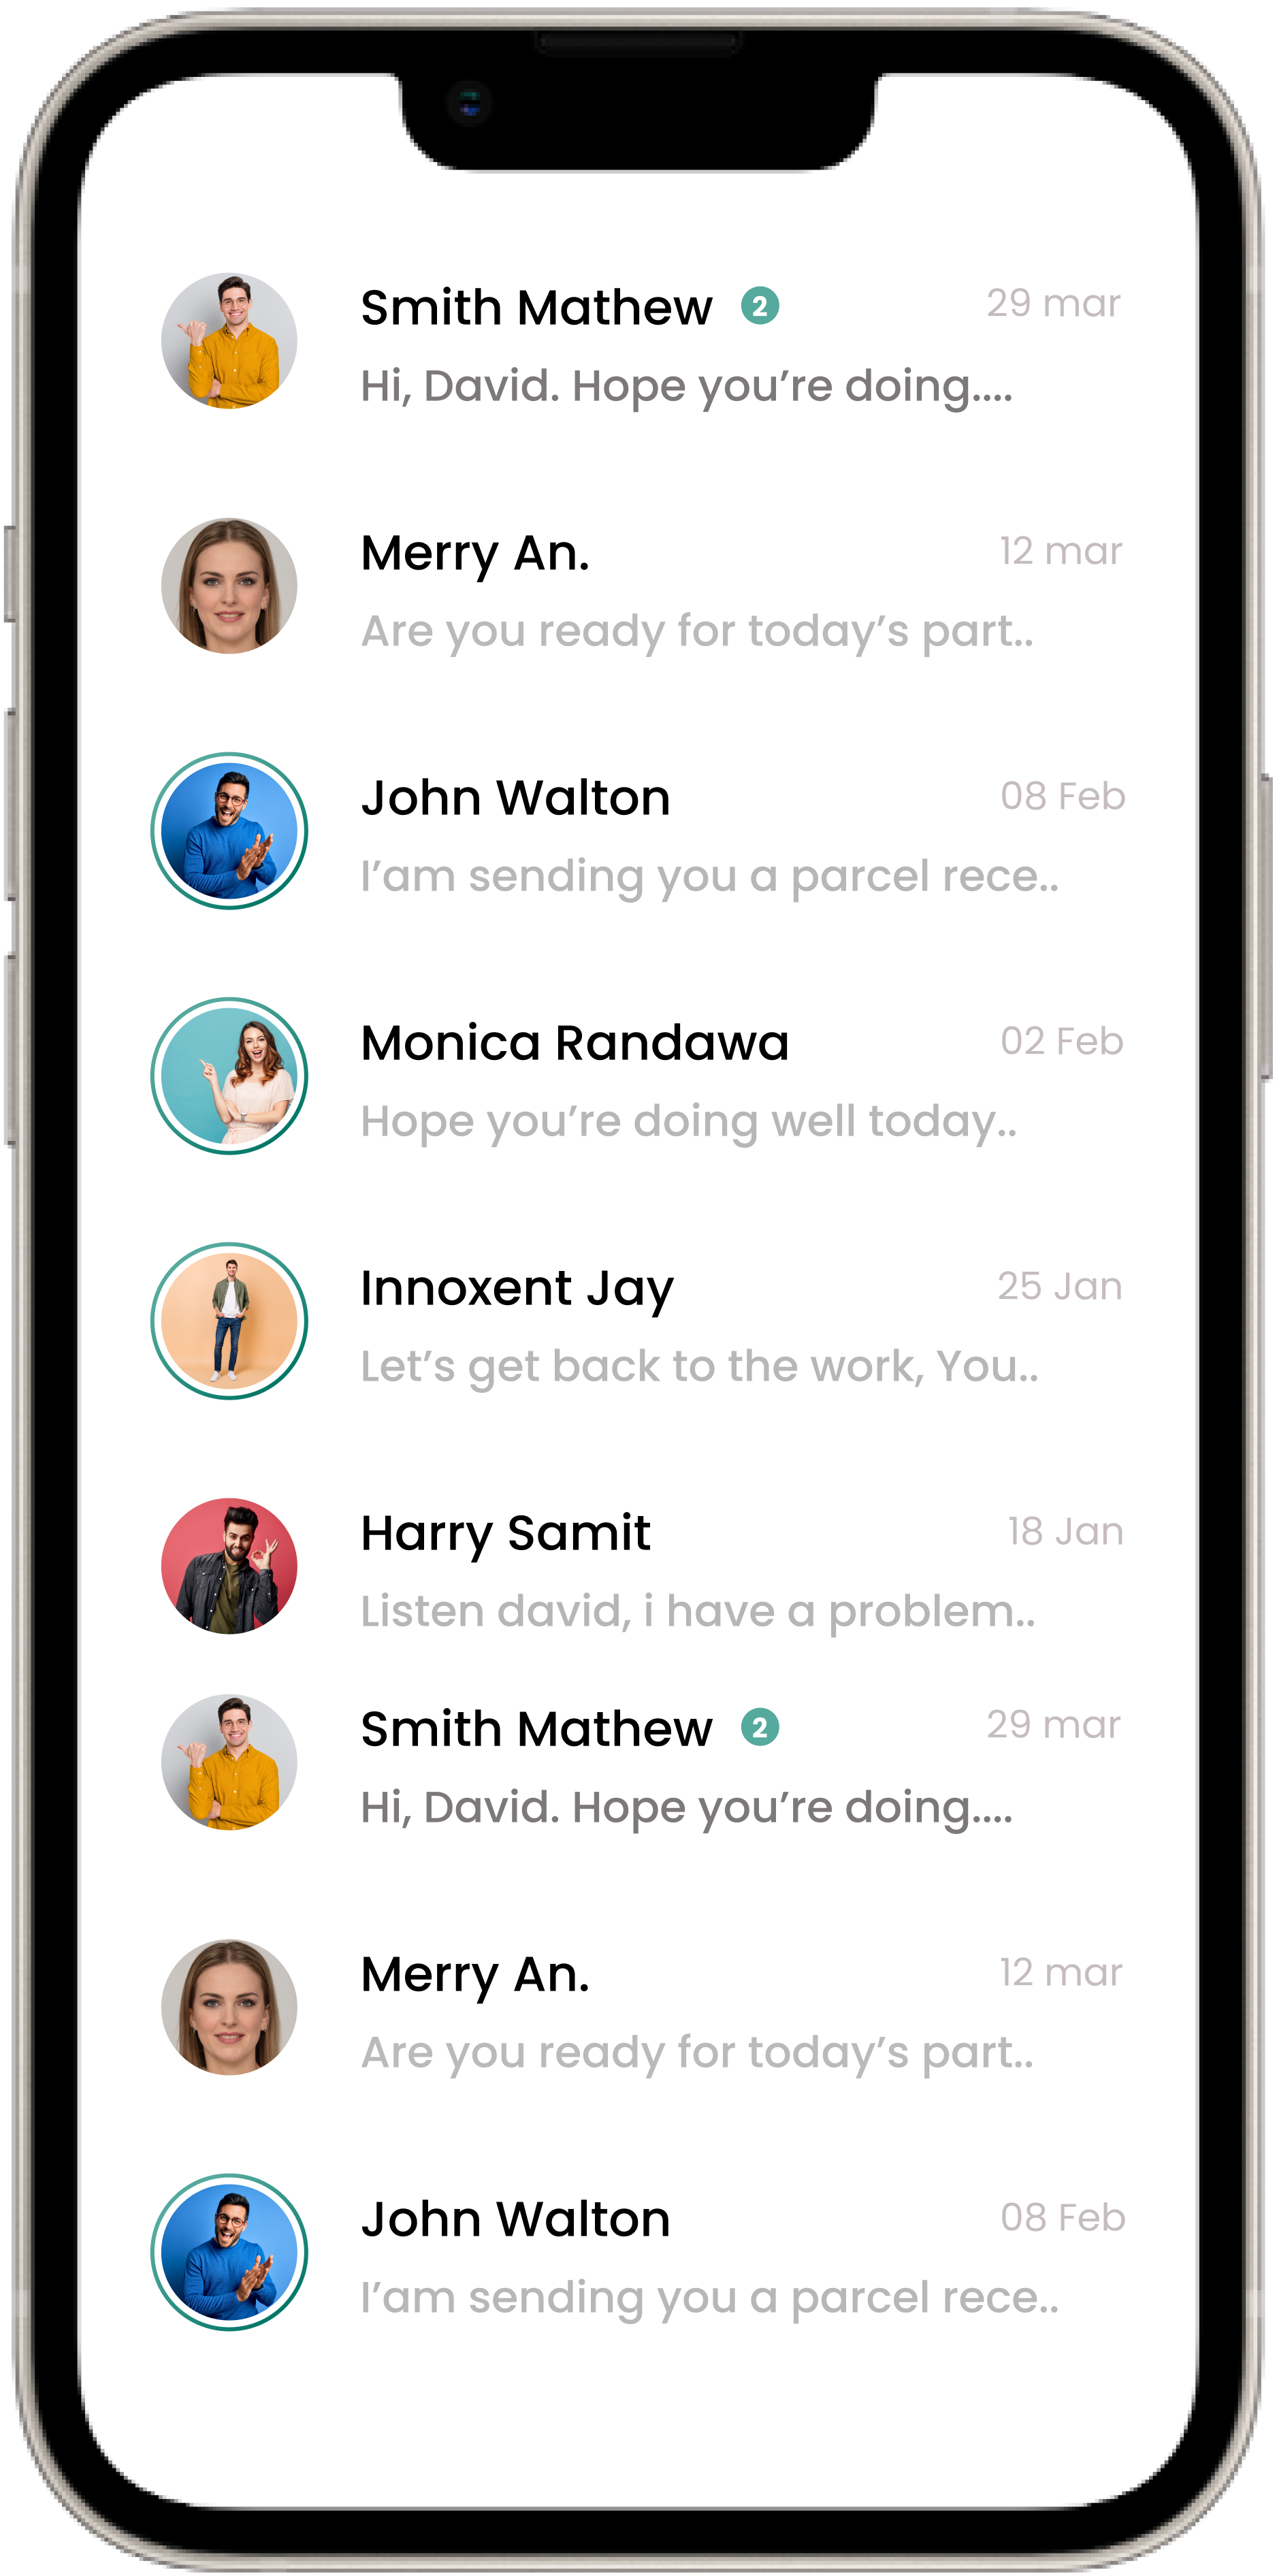 Smith Mathew 2 29 mar
Hi, David. Hope you’re doing....
Merry An. 12 mar
Are you ready for today’s part..
John Walton 08 Feb
I’am sending you a parcel rece..
Monica Randawa 02 Feb
Hope you’re doing well today..
Innoxent Jay 25 Jan
Let’s get back to the work, You..
Harry Samit 18 Jan
Listen david, i have a problem..
Smith Mathew 2 29 mar
Hi, David. Hope you’re doing....
Merry An. 12 mar
Are you ready for today’s part..
John Walton 08 Feb
I’am sending you a parcel rece..